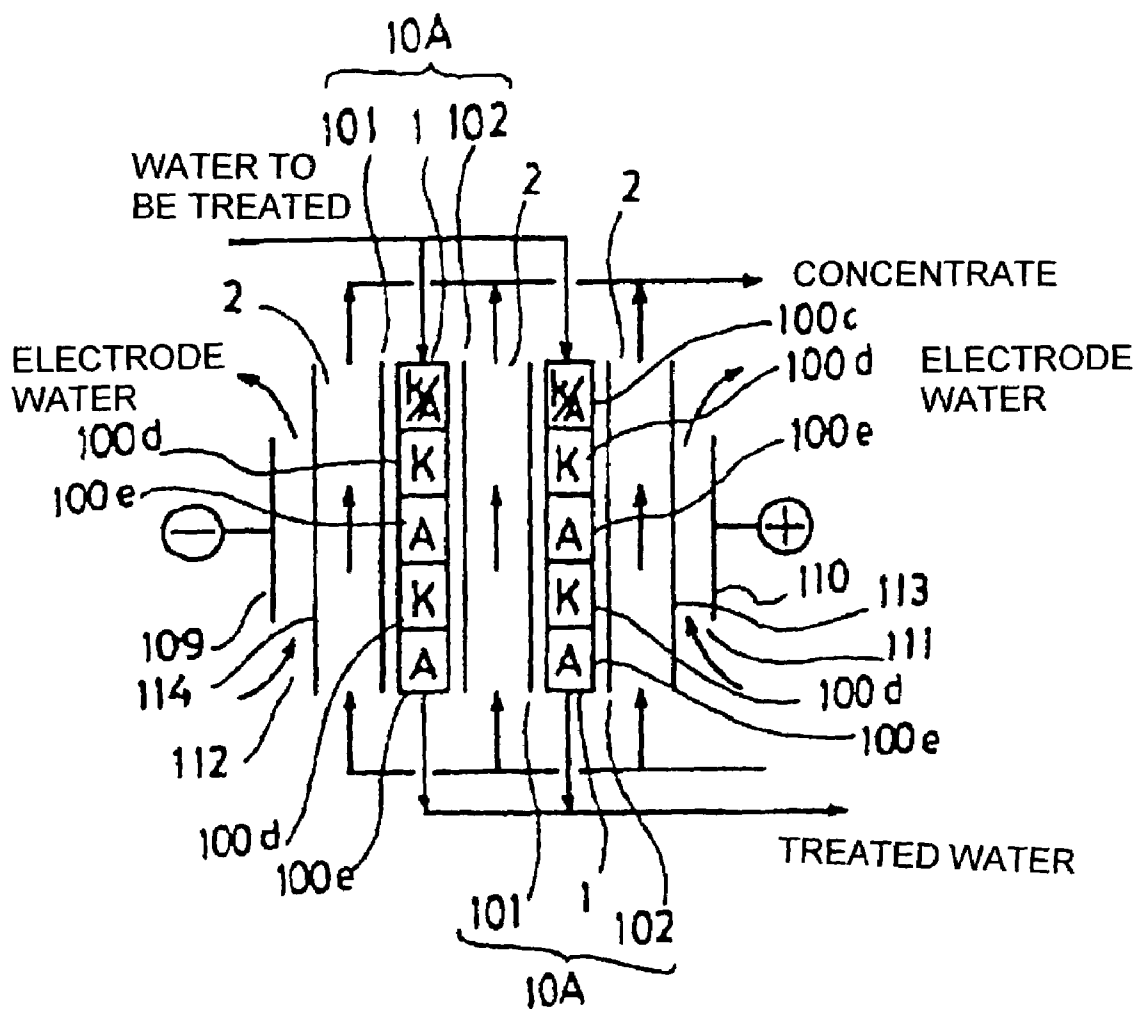 10A
101 1 102
WATER TO
BE TREATED
2
2
CONCENTRATE
2
100c
ELECTRODE
WATER
100d
ELECTRODE
WATER
K/A
K/A
100d
100e
K
K
100e
A
A
−
+
K
K
110
113
109
111
A
A
114
100d
112
100e
100d
100e
TREATED WATER
101 1 102
10A